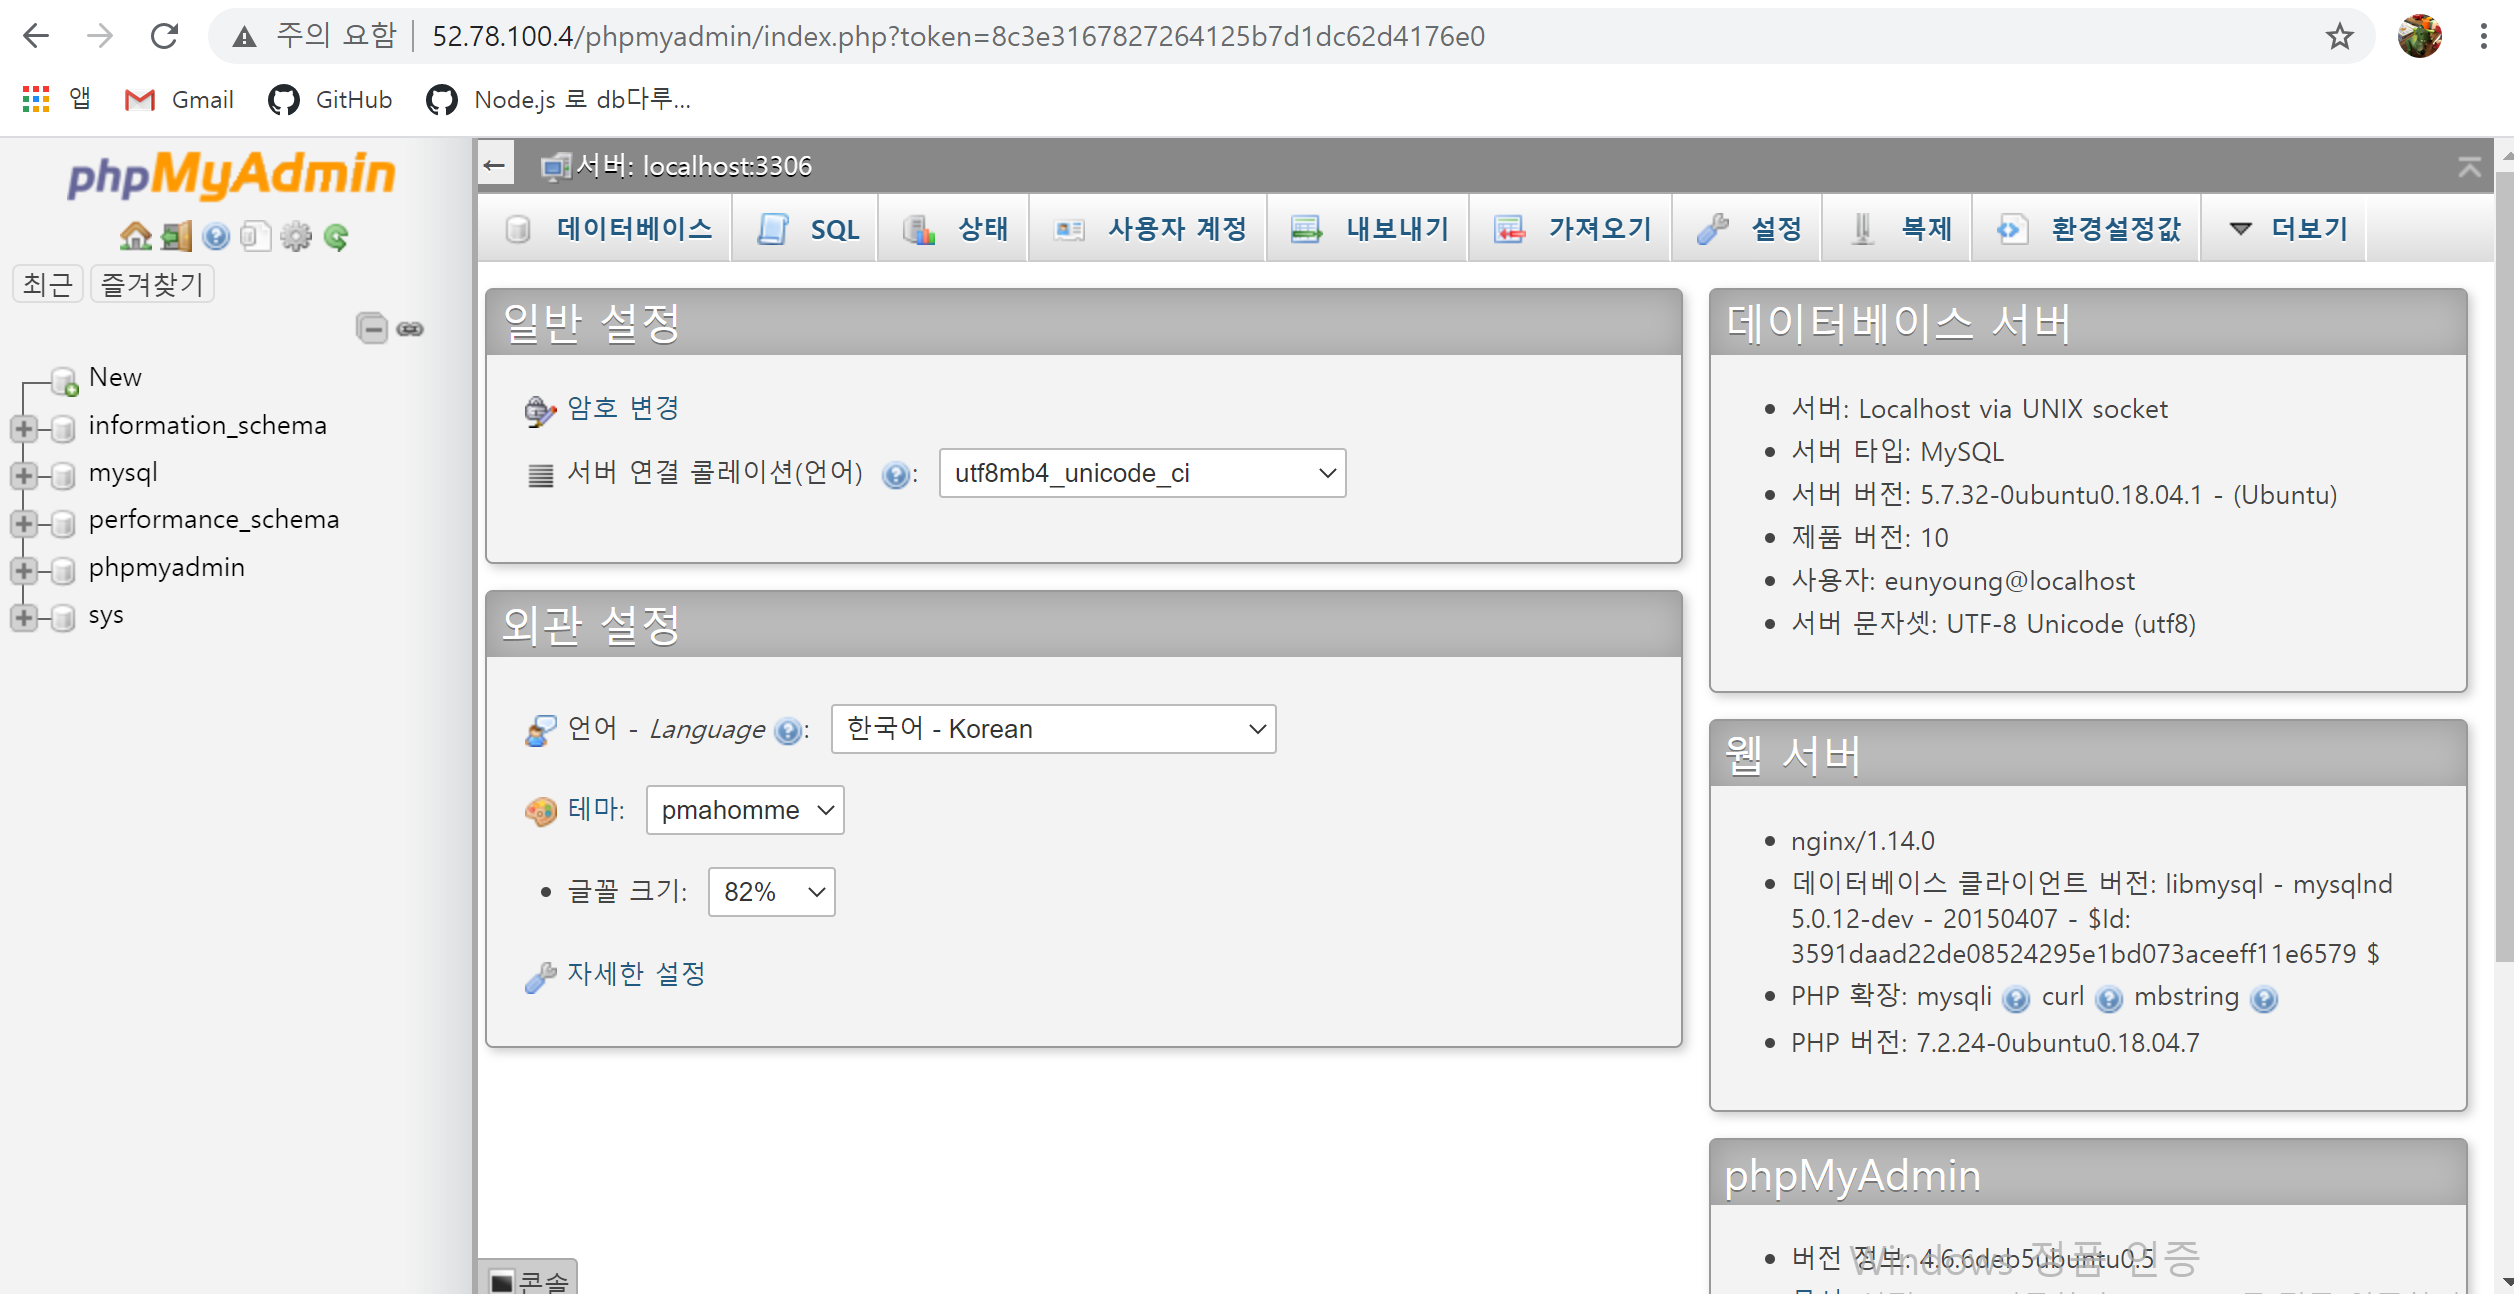 주의 요함 52.78.100.4/phpmyadmin/index.php?token=8c3e3167827264125b7d1dc62d4176e0
앱 Gmail GitHub Node.js 로 db다루...
phpMyAdmin
최근 즐겨찾기
New
information_schema
mysql
performance_schema
phpmyadmin
sys
← 서버: localhost:3306
데이터베이스 SQL 상태 사용자 계정 내보내기 가져오기 설정 복제 환경설정값 더보기
일반 설정
암호 변경
서버 연결 콜레이션(언어) : utf8mb4_unicode_ci
외관 설정
언어 - Language : 한국어 - Korean
테마: pmahomme
글꼴 크기: 82%
자세한 설정
콘솔
데이터베이스 서버
서버: Localhost via UNIX socket
서버 타입: MySQL
서버 버전: 5.7.32-0ubuntu0.18.04.1 - (Ubuntu)
제품 버전: 10
사용자: eunyoung@localhost
서버 문자셋: UTF-8 Unicode (utf8)
웹 서버
nginx/1.14.0
데이터베이스 클라이언트 버전: libmysql - mysqlnd
5.0.12-dev - 20150407 - $Id:
3591daad22de08524295e1bd073aceeff11e6579 $
PHP 확장: mysqli curl mbstring
PHP 버전: 7.2.24-0ubuntu0.18.04.7
phpMyAdmin
버전 정보: 4.6.6deb5ubuntu0.5
Windows 정품 인증